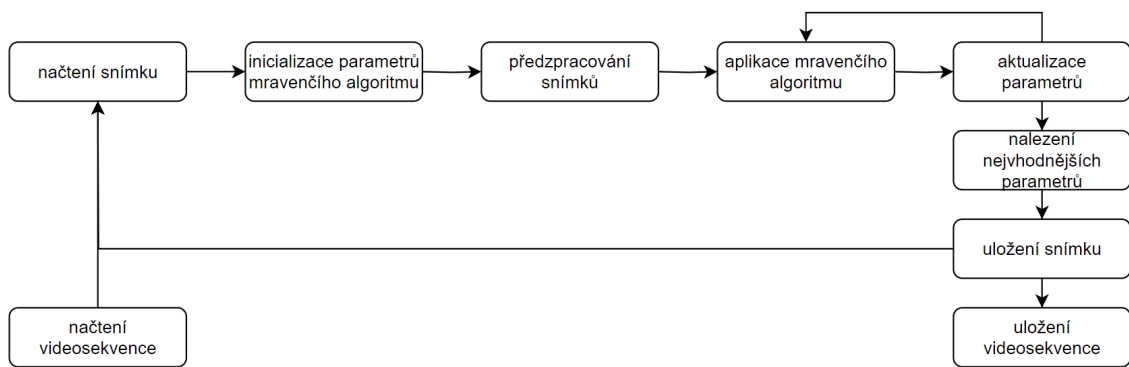 načtení snímku
inicializace parametrů
mravenčího algoritmu
předzpracování
snímků
aplikace mravenčího
algoritmu
aktualizace
parametrů
nalezení
nejvhodnějších
parametrů
uložení snímku
načtení
videosekvence
uložení
videosekvence